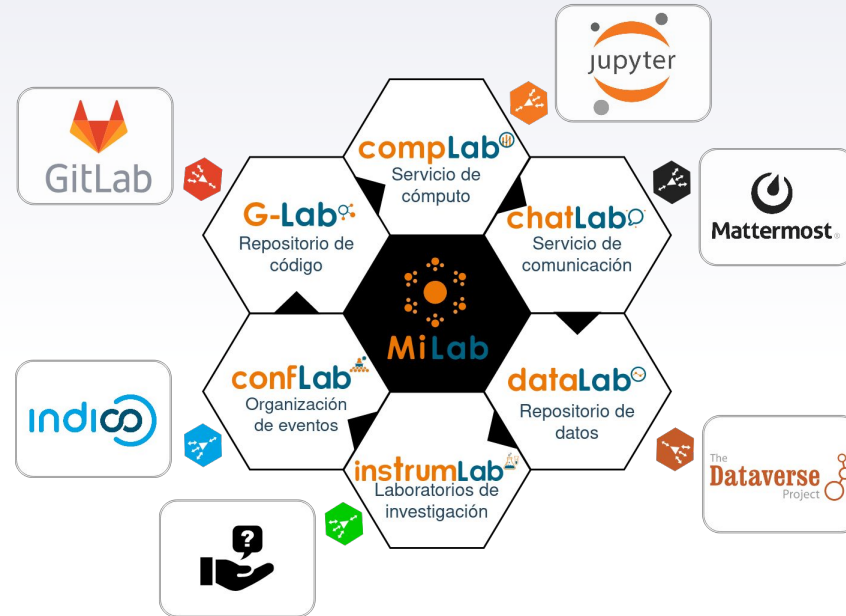 jupyter
GitLab
compLab
Servicio de
cómputo
G-Lab
Repositorio de
código
chatLab
Servicio de
comunicación
Mattermost
MiLab
confLab
Organización
de eventos
dataLab
Repositorio de
datos
indico
instrumLab
Laboratorios de
investigación
The
Dataverse
Project
?